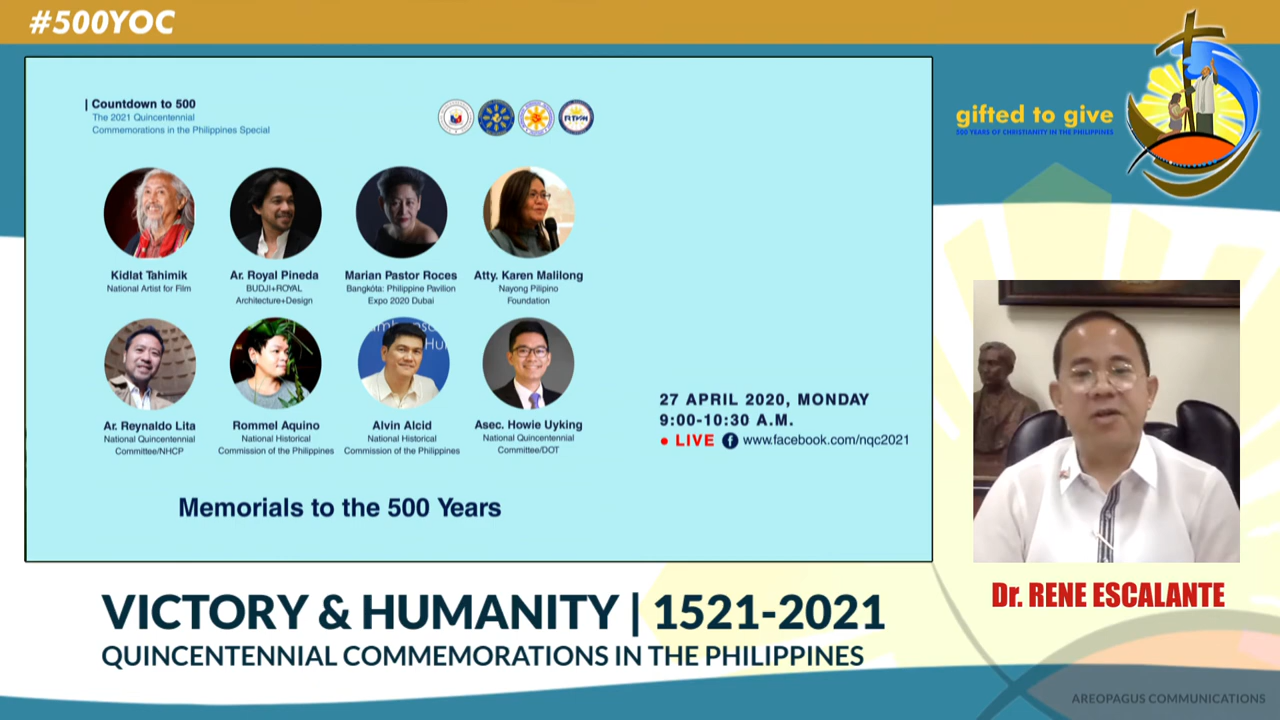 #500YOC
| Countdown to 500
The 2021 Quincentennial
Commemorations in the Philippines Special
RTVM
gifted to give
500 YEARS OF CHRISTIANITY IN THE PHILIPPINES
Kidlat Tahimik
National Artist for Film
Ar. Royal Pineda
BUDJI+ROYAL
Architecture+Design
Marian Pastor Roces
Bangkóta: Philippine Pavilion
Expo 2020 Dubai
Atty. Karen Malilong
Nayong Pilipino
Foundation
Ar. Reynaldo Lita
National Quincentennial
Committee/NHCP
Rommel Aquino
National Historical
Commission of the Philippines
Alvin Alcid
National Historical
Commission of the Philippines
Asec. Howie Uyking
National Quincentennial
Committee/DOT
27 APRIL 2020, MONDAY
9:00-10:30 A.M.
• LIVE www.facebook.com/nqc2021
Memorials to the 500 Years
Dr. RENE ESCALANTE
VICTORY & HUMANITY | 1521-2021
QUINCENTENNIAL COMMEMORATIONS IN THE PHILIPPINES
AREOPAGUS COMMUNICATIONS